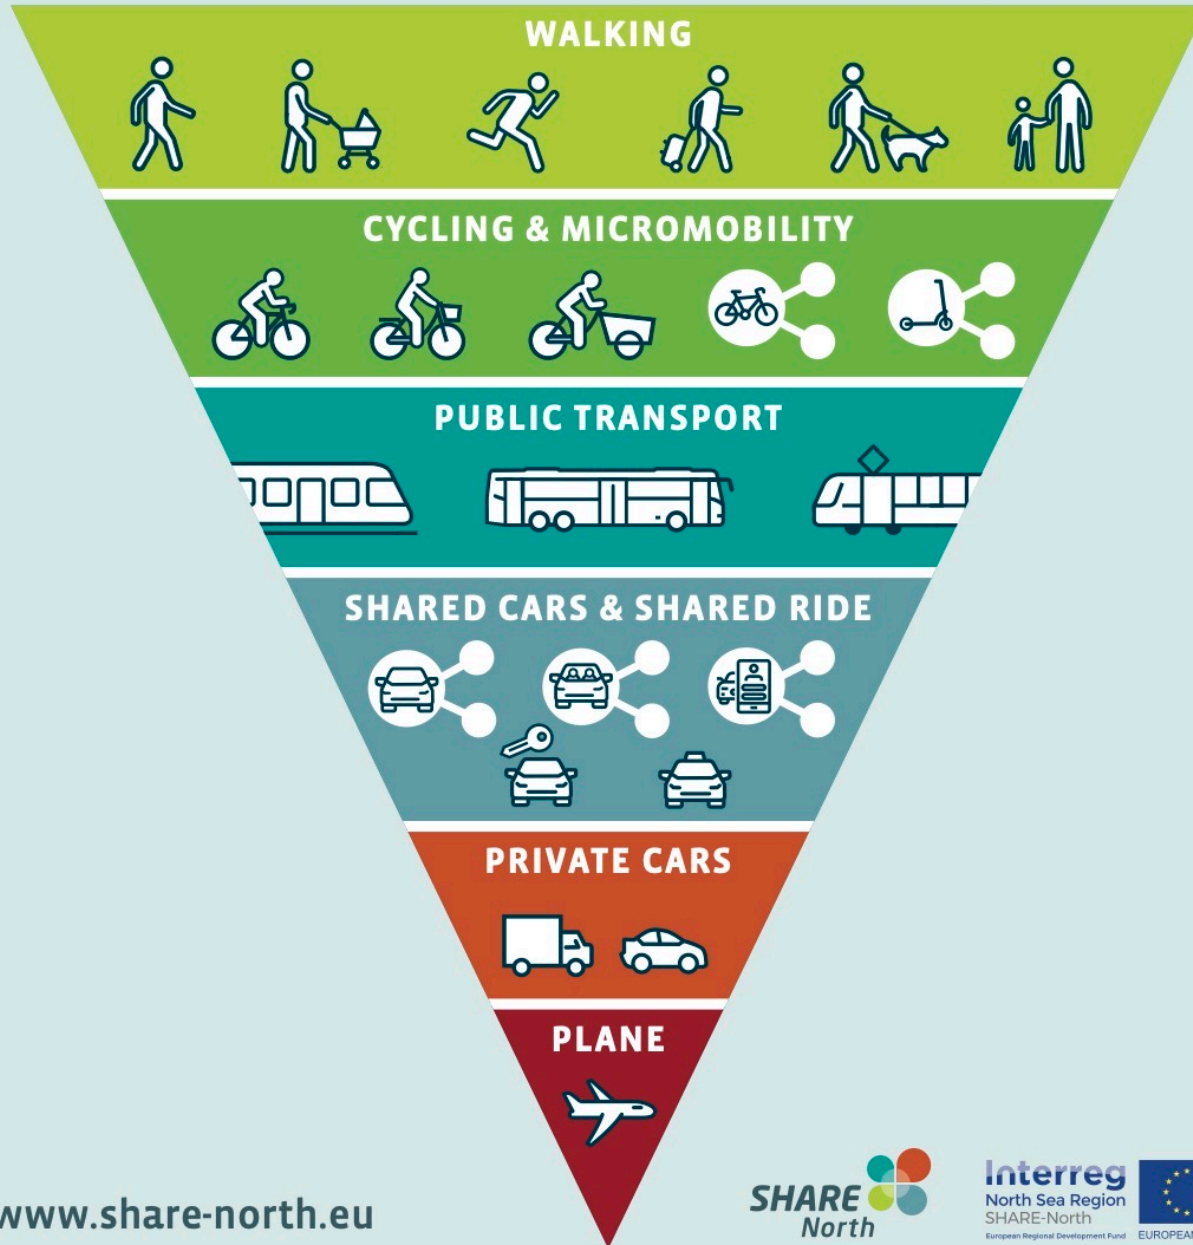 WALKING
CYCLING & MICROMOBILITY
PUBLIC TRANSPORT
SHARED CARS & SHARED RIDE
PRIVATE CARS
PLANE
www.share-north.eu
SHARE
North
Interreg
North Sea Region
SHARE-North
European Regional Development Fund
EUROPEAN